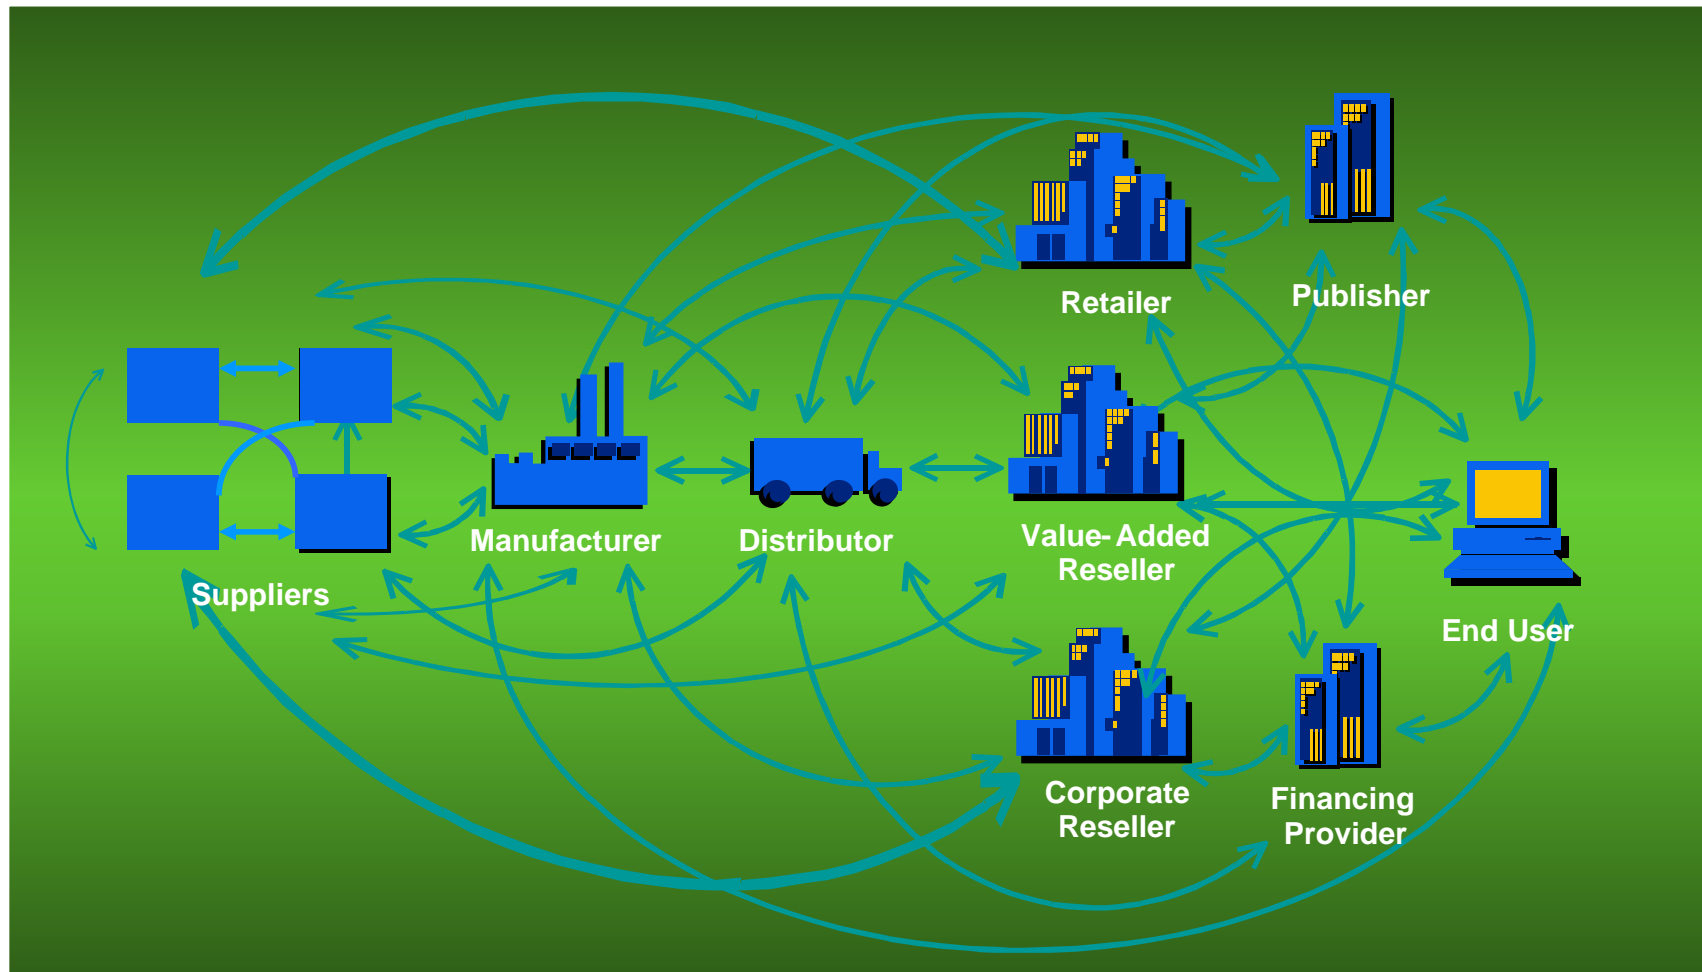 Retailer
Publisher
Manufacturer
Distributor
Value- Added
Reseller
Suppliers
End User
Corporate
Reseller
Financing
Provider